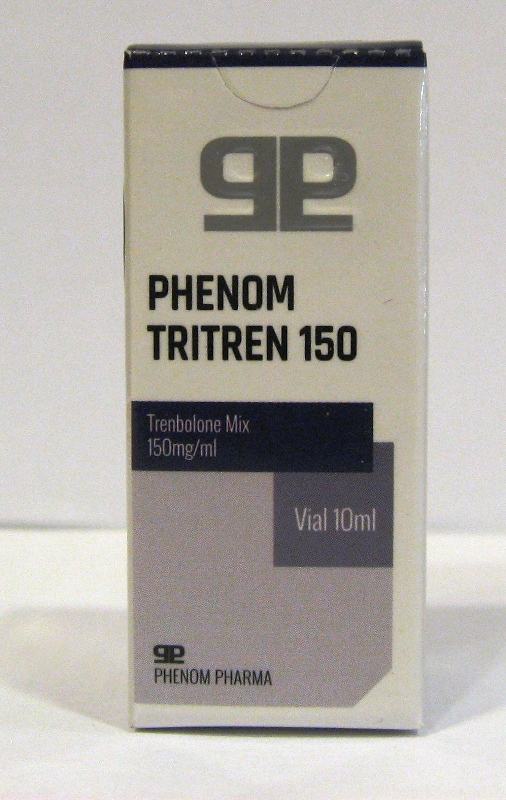 PHENOM
TRITREN 150
Trenbolone Mix
150mg/ml
Vial 10ml
PHENOM PHARMA